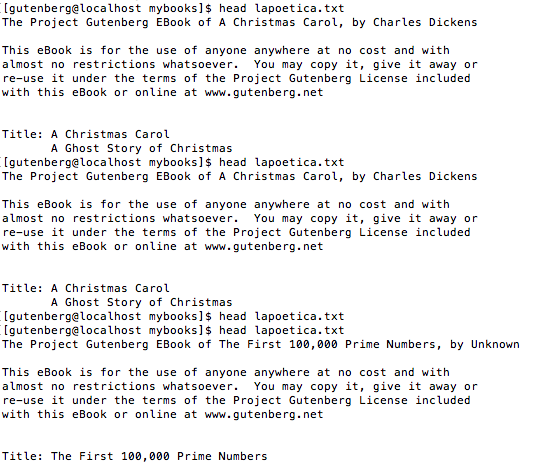 [[gutenberg@localhost mybooks]$ head lapoetica.txt
The Project Gutenberg EBook of A Christmas Carol, by Charles Dickens
This eBook is for the use of anyone anywhere at no cost and with
almost no restrictions whatsoever.  You may copy it, give it away or
re-use it under the terms of the Project Gutenberg License included
with this eBook or online at www.gutenberg.net
Title: A Christmas Carol
A Ghost Story of Christmas
[[gutenberg@localhost mybooks]$ head lapoetica.txt
The Project Gutenberg EBook of A Christmas Carol, by Charles Dickens
This eBook is for the use of anyone anywhere at no cost and with
almost no restrictions whatsoever.  You may copy it, give it away or
re-use it under the terms of the Project Gutenberg License included
with this eBook or online at www.gutenberg.net
Title: A Christmas Carol
A Ghost Story of Christmas
[[gutenberg@localhost mybooks]$ head lapoetica.txt
[[gutenberg@localhost mybooks]$ head lapoetica.txt
The Project Gutenberg EBook of The First 100,000 Prime Numbers, by Unknown
This eBook is for the use of anyone anywhere at no cost and with
almost no restrictions whatsoever.  You may copy it, give it away or
re-use it under the terms of the Project Gutenberg License included
with this eBook or online at www.gutenberg.net
Title: The First 100,000 Prime Numbers